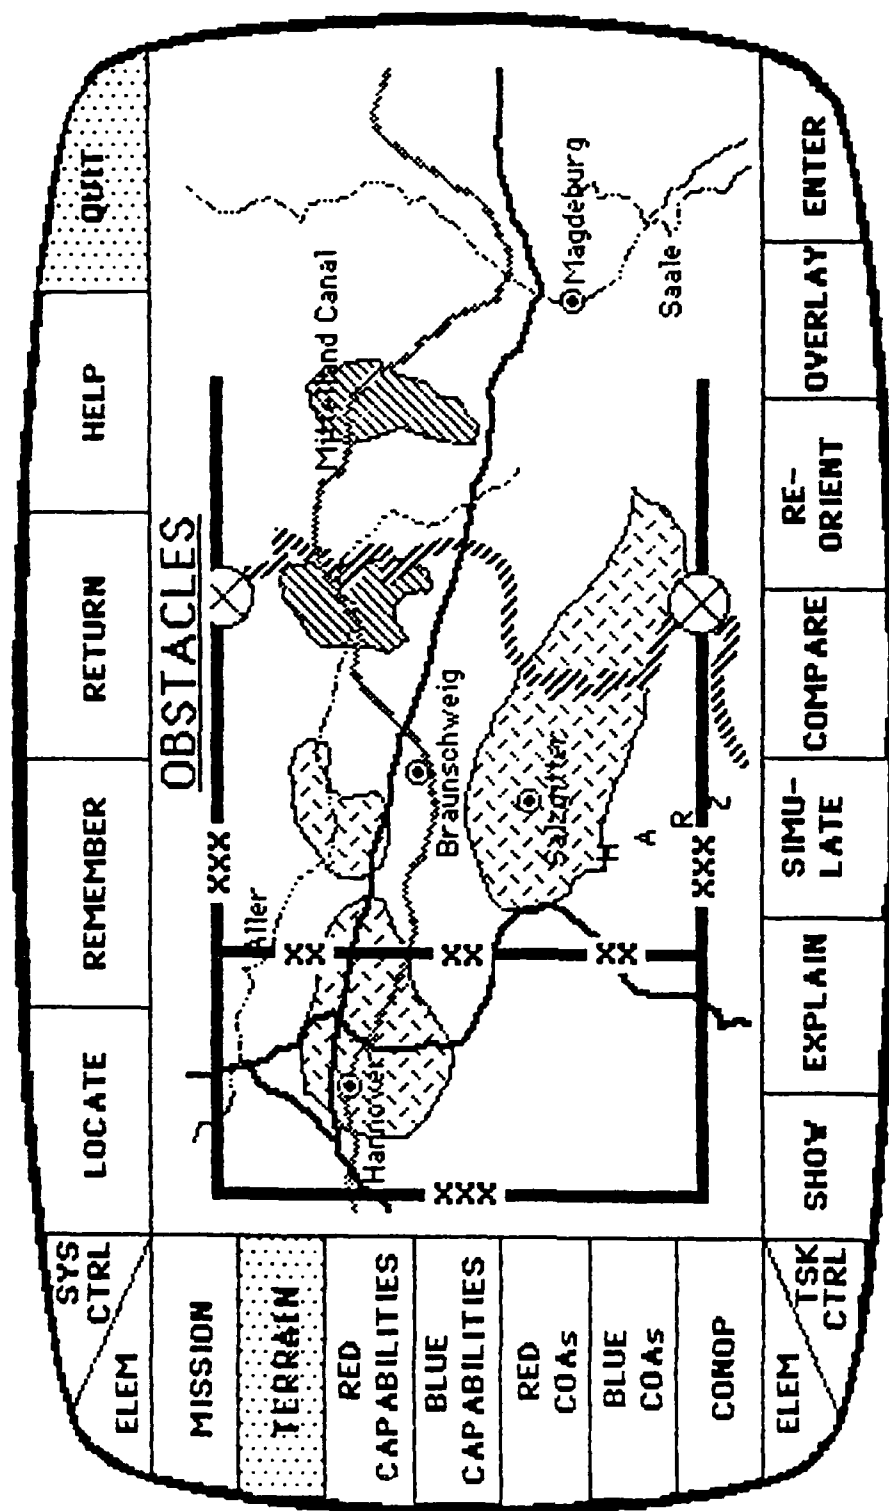 SYS
CTRL
ELEM
LOCATE
REMEMBER
RETURN
HELP
QUIT
MISSION
TERRAIN
RED
CAPABILITIES
BLUE
CAPABILITIES
RED
COAs
BLUE
COAs
CONOP
ELEM
TSK
CTRL
OBSTACLES
XXX
Aller
Mittelland Canal
XX
Hannover
XXX
XX
Braunschweig
Magdeburg
Salzgitter
XX
H
A
R
Z
Saale
XXX
SHOW
EXPLAIN
SIMU-
LATE
COMPARE
RE-
ORIENT
OVERLAY
ENTER